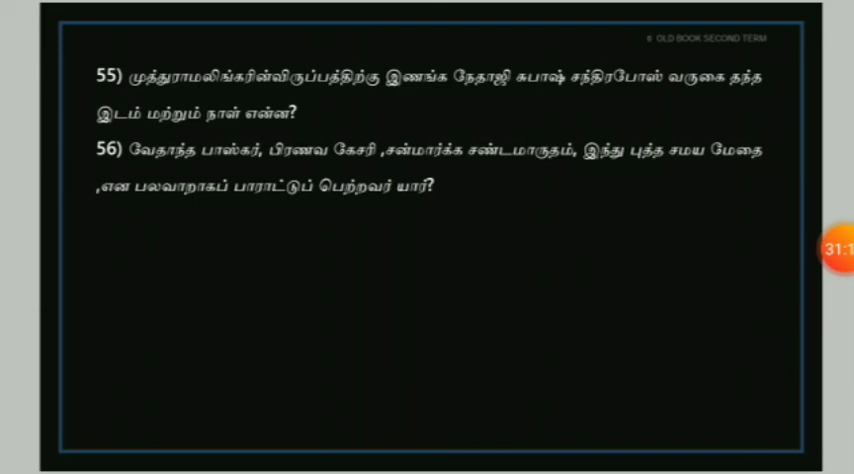 6 OLD BOOK SECOND TERM
55) முத்துராமலிங்கரின்விருப்பத்திற்கு இணங்க நேதாஜி சுபாஷ் சந்திரபோஸ் வருகை தந்த
இடம் மற்றும் நாள் என்ன?
56) வேதாந்த பாஸ்கர், பிரணவ கேசரி ,சன்மார்க்க சண்டமாருதம், இந்து புத்த சமய மேதை
,என பலவாறாகப் பாராட்டுப் பெற்றவர் யார்?
31:1